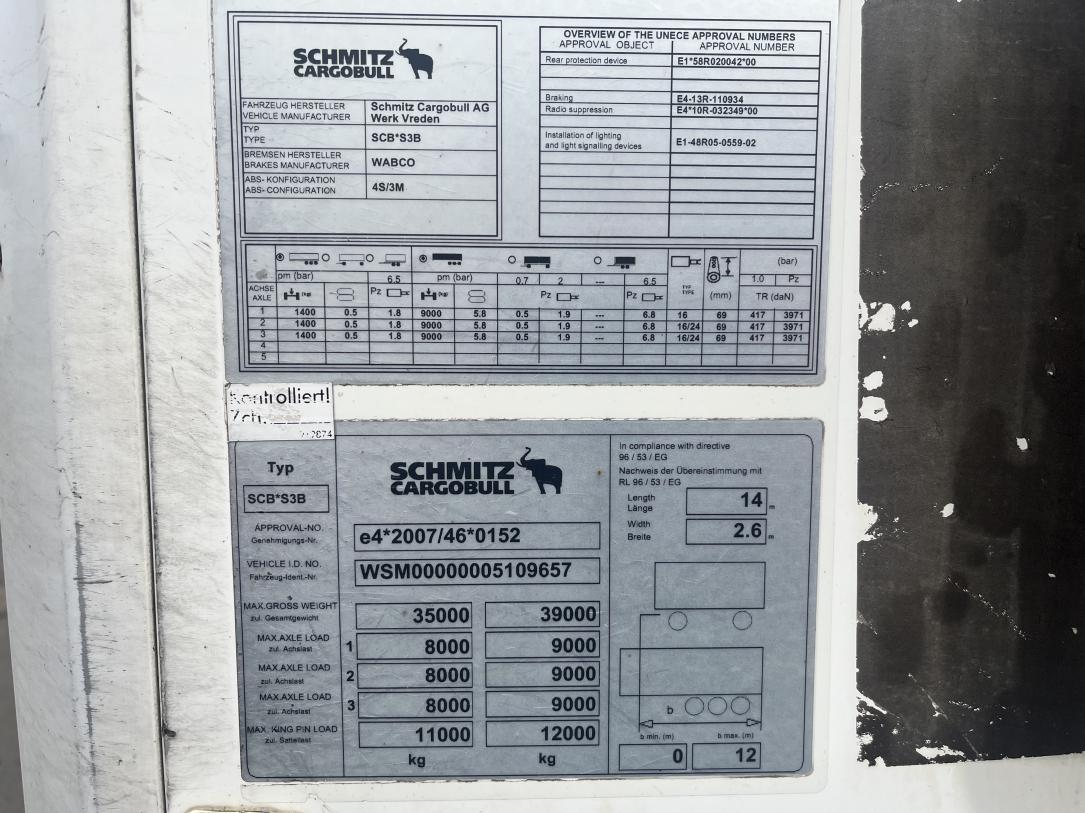 SCHMITZ
CARGOBULL
FAHRZEUG HERSTELLER
VEHICLE MANUFACTURER
Schmitz Cargobull AG
Werk Vreden
TYP
TYPE
SCB*S3B
BREMSEN HERSTELLER
BRAKES MANUFACTURER
WABCO
ABS- KONFIGURATION
ABS- CONFIGURATION
4S/3M
OVERVIEW OF THE UNECE APPROVAL NUMBERS
APPROVAL OBJECT APPROVAL NUMBER
Rear protection device E1*58R020042*00
Braking E4-13R-110934
Radio suppression E4*10R-032349*00
Installation of lighting
and light signalling devices
E1-48R05-0559-02
(bar)
pm (bar) 6.5 pm (bar) 0.7 2 --- 6.5 1.0 Pz
ACHSE
AXLE
(kg) Pz (kg) Pz Pz
TYP
TYPE
(mm) TR (daN)
1 1400 0.5 1.8 9000 5.8 0.5 1.9 --- 6.8 16 69 417 3971
2 1400 0.5 1.8 9000 5.8 0.5 1.9 --- 6.8 16/24 69 417 3971
3 1400 0.5 1.8 9000 5.8 0.5 1.9 --- 6.8 16/24 69 417 3971
4
5
Kontrolliert!
Typ
SCB*S3B
SCHMITZ
CARGOBULL
APPROVAL-NO.
Genehmigungs-Nr.
e4*2007/46*0152
VEHICLE I.D. NO.
Fahrzeug-Ident.-Nr.
WSM00000005109657
MAX.GROSS WEIGHT
zul. Gesamtgewicht
35000 39000
MAX.AXLE LOAD
zul. Achslast
1 8000 9000
MAX.AXLE LOAD
zul. Achslast
2 8000 9000
MAX.AXLE LOAD
zul. Achslast
3 8000 9000
MAX. KING PIN LOAD
zul. Sattellast
11000 12000
kg kg
In compliance with directive
96 / 53 / EG
Nachweis der Übereinstimmung mit
RL 96 / 53 / EG
Length
Länge
14 m
Width
Breite
2.6 m
b
b min. (m) b max. (m)
0 12